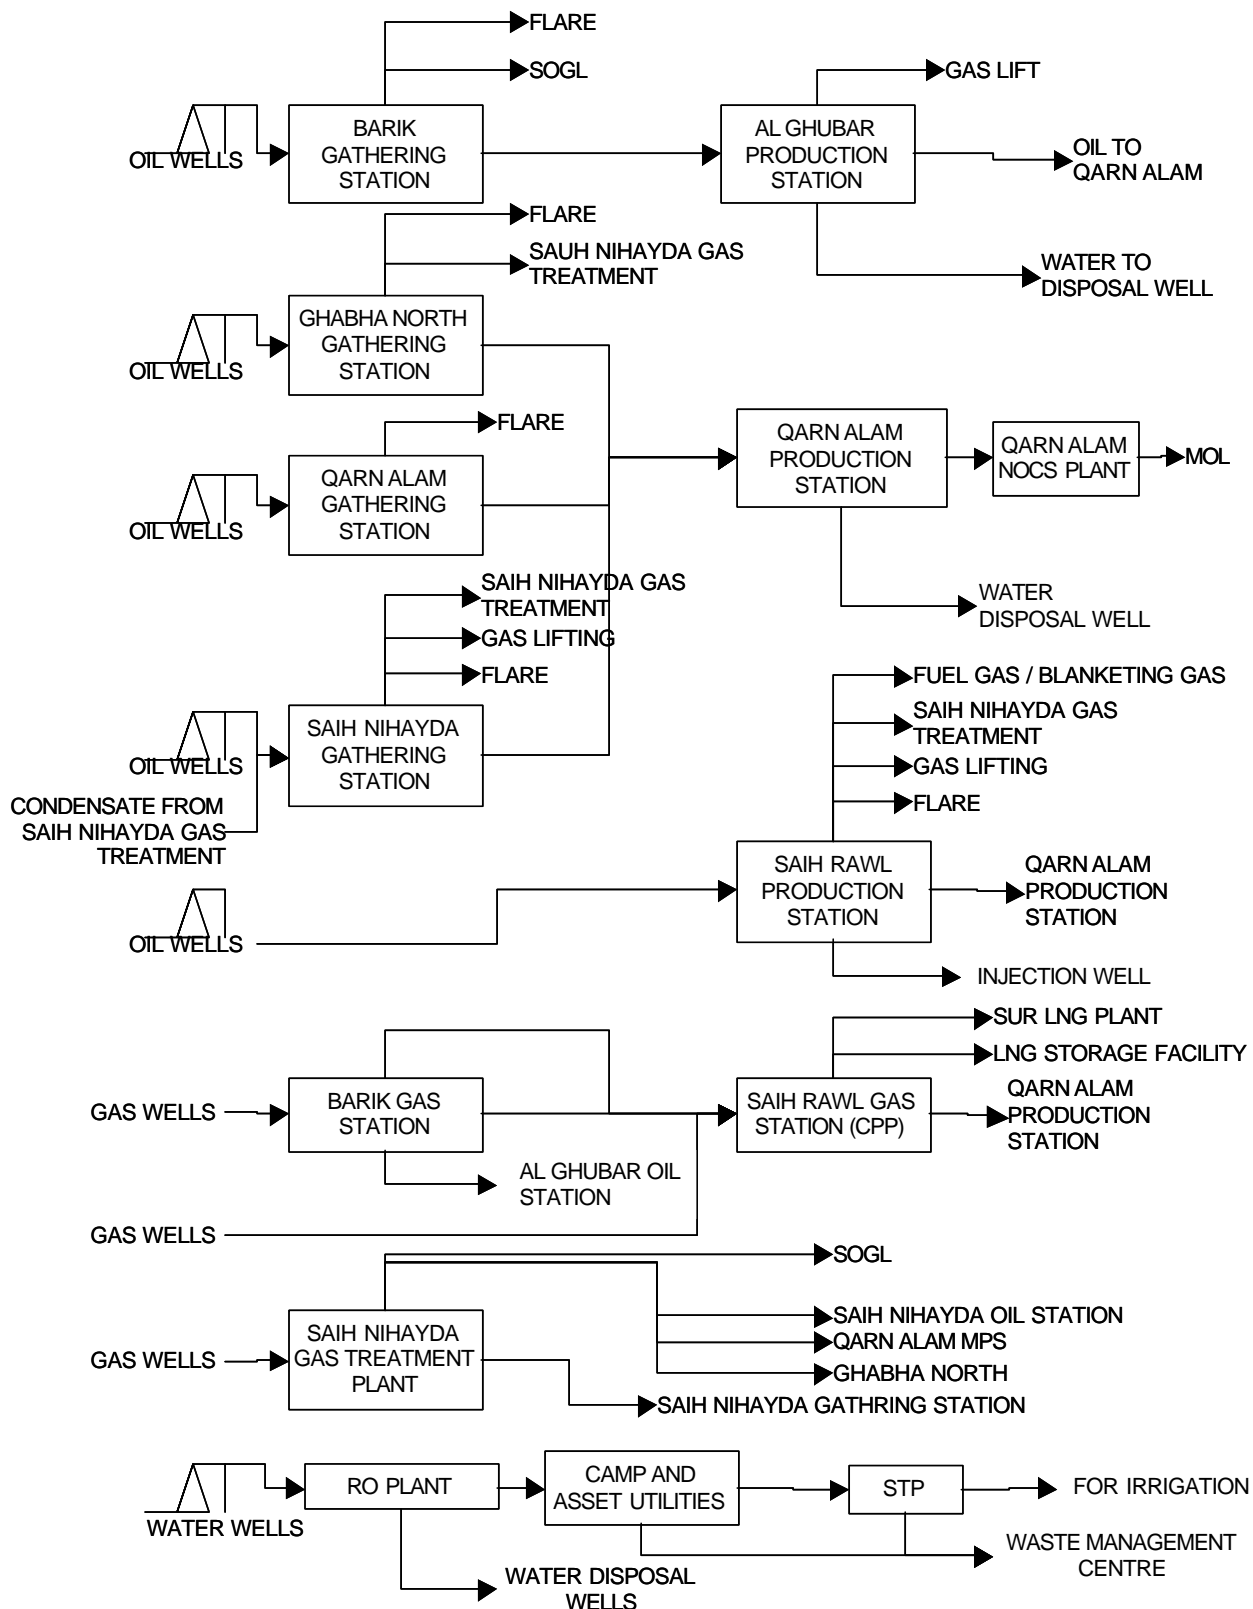 FLARE
SOGL
OIL WELLS
BARIK
GATHERING
STATION
AL GHUBAR
PRODUCTION
STATION
GAS LIFT
OIL TO
QARN ALAM
WATER TO
DISPOSAL WELL
FLARE
SAUH NIHAYDA GAS
TREATMENT
OIL WELLS
GHABHA NORTH
GATHERING
STATION
FLARE
OIL WELLS
QARN ALAM
GATHERING
STATION
QARN ALAM
PRODUCTION
STATION
QARN ALAM
NOCS PLANT
MOL
WATER
DISPOSAL WELL
SAIH NIHAYDA GAS
TREATMENT
GAS LIFTING
FLARE
OIL WELLS
SAIH NIHAYDA
GATHERING
STATION
CONDENSATE FROM
SAIH NIHAYDA GAS
TREATMENT
FUEL GAS / BLANKETING GAS
SAIH NIHAYDA GAS
TREATMENT
GAS LIFTING
FLARE
OIL WELLS
SAIH RAWL
PRODUCTION
STATION
QARN ALAM
PRODUCTION
STATION
INJECTION WELL
SUR LNG PLANT
LNG STORAGE FACILITY
GAS WELLS
BARIK GAS
STATION
SAIH RAWL GAS
STATION (CPP)
QARN ALAM
PRODUCTION
STATION
AL GHUBAR OIL
STATION
GAS WELLS
SOGL
SAIH NIHAYDA OIL STATION
QARN ALAM MPS
GHABHA NORTH
GAS WELLS
SAIH NIHAYDA
GAS TREATMENT
PLANT
SAIH NIHAYDA GATHRING STATION
WATER WELLS
RO PLANT
CAMP AND
ASSET UTILITIES
STP
FOR IRRIGATION
WASTE MANAGEMENT
CENTRE
WATER DISPOSAL
WELLS